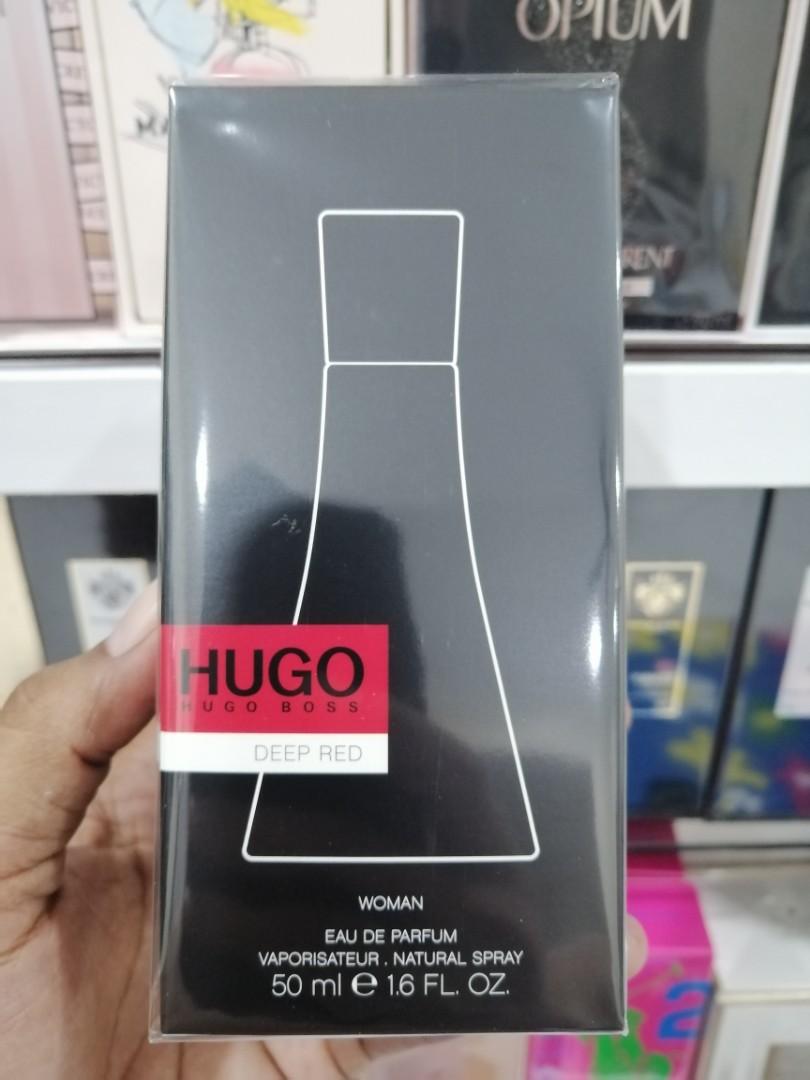 OPIUM
HUGO
HUGO BOSS
DEEP RED
WOMAN
EAU DE PARFUM
VAPORISATEUR . NATURAL SPRAY
50 ml ℮ 1.6 FL. OZ.
2